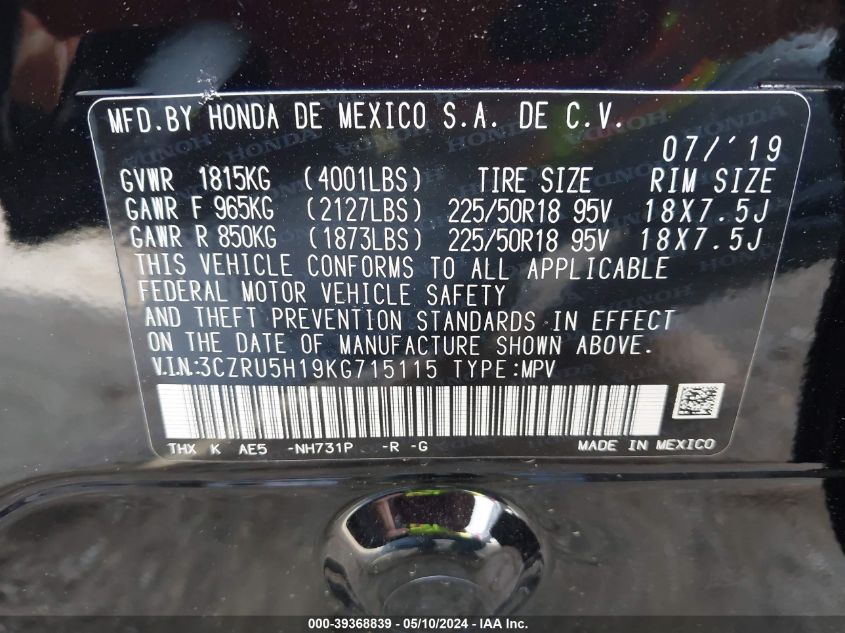 MFD.BY HONDA DE MEXICO S.A. DE C.V.
07/'19
GVWR 1815KG (4001LBS) TIRE SIZE RIM SIZE
GAWR F 965KG (2127LBS) 225/50R18 95V 18X7.5J
GAWR R 850KG (1873LBS) 225/50R18 95V 18X7.5J
THIS VEHICLE CONFORMS TO ALL APPLICABLE
FEDERAL MOTOR VEHICLE SAFETY
AND THEFT PREVENTION STANDARDS IN EFFECT
ON THE DATE OF MANUFACTURE SHOWN ABOVE.
V.I.N:3CZRU5H19KG715115 TYPE:MPV
THX K AE5 -NH731P -R -G MADE IN MEXICO
000-39368839 - 05/10/2024 - IAA Inc.